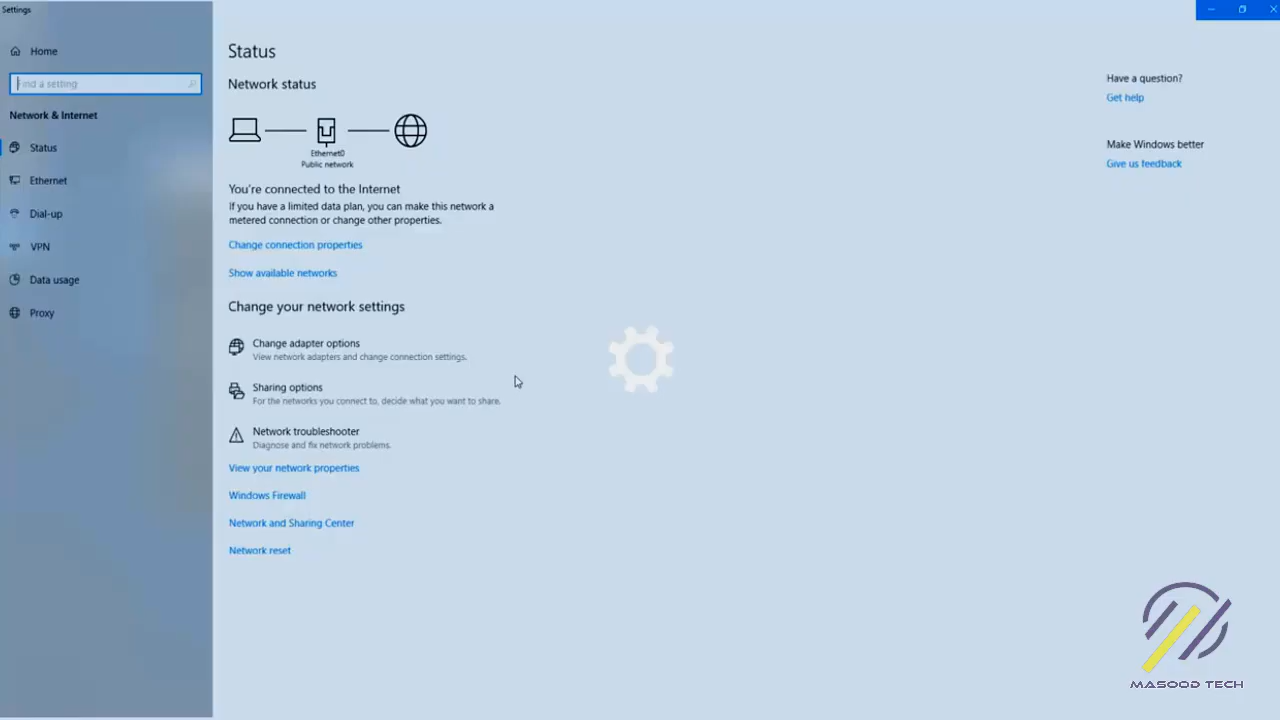 Settings
Home
Find a setting
Network & Internet
Status
Ethernet
Dial-up
VPN
Data usage
Proxy
Status
Network status
Ethernet0
Public network
You're connected to the Internet
If you have a limited data plan, you can make this network a
metered connection or change other properties.
Change connection properties
Show available networks
Change your network settings
Change adapter options
View network adapters and change connection settings.
Sharing options
For the networks you connect to, decide what you want to share.
Network troubleshooter
Diagnose and fix network problems.
View your network properties
Windows Firewall
Network and Sharing Center
Network reset
Have a question?
Get help
Make Windows better
Give us feedback
MASOOD TECH